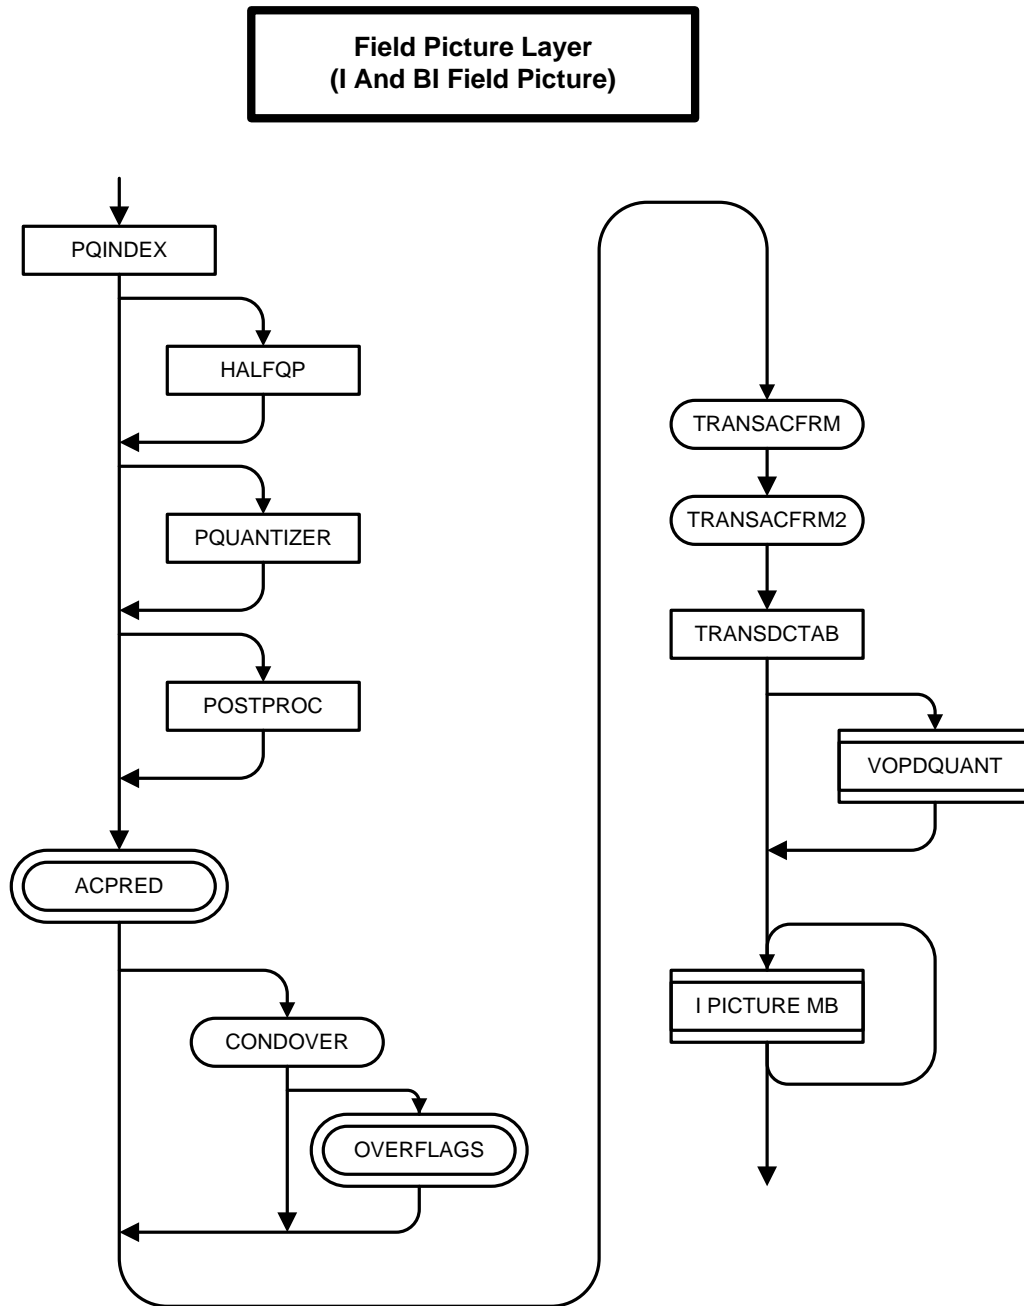 Field Picture Layer
(I And BI Field Picture)
PQINDEX
HALFQP
PQUANTIZER
POSTPROC
ACPRED
CONDOVER
OVERFLAGS
TRANSACFRM
TRANSACFRM2
TRANSDCTAB
VOPDQUANT
I PICTURE MB